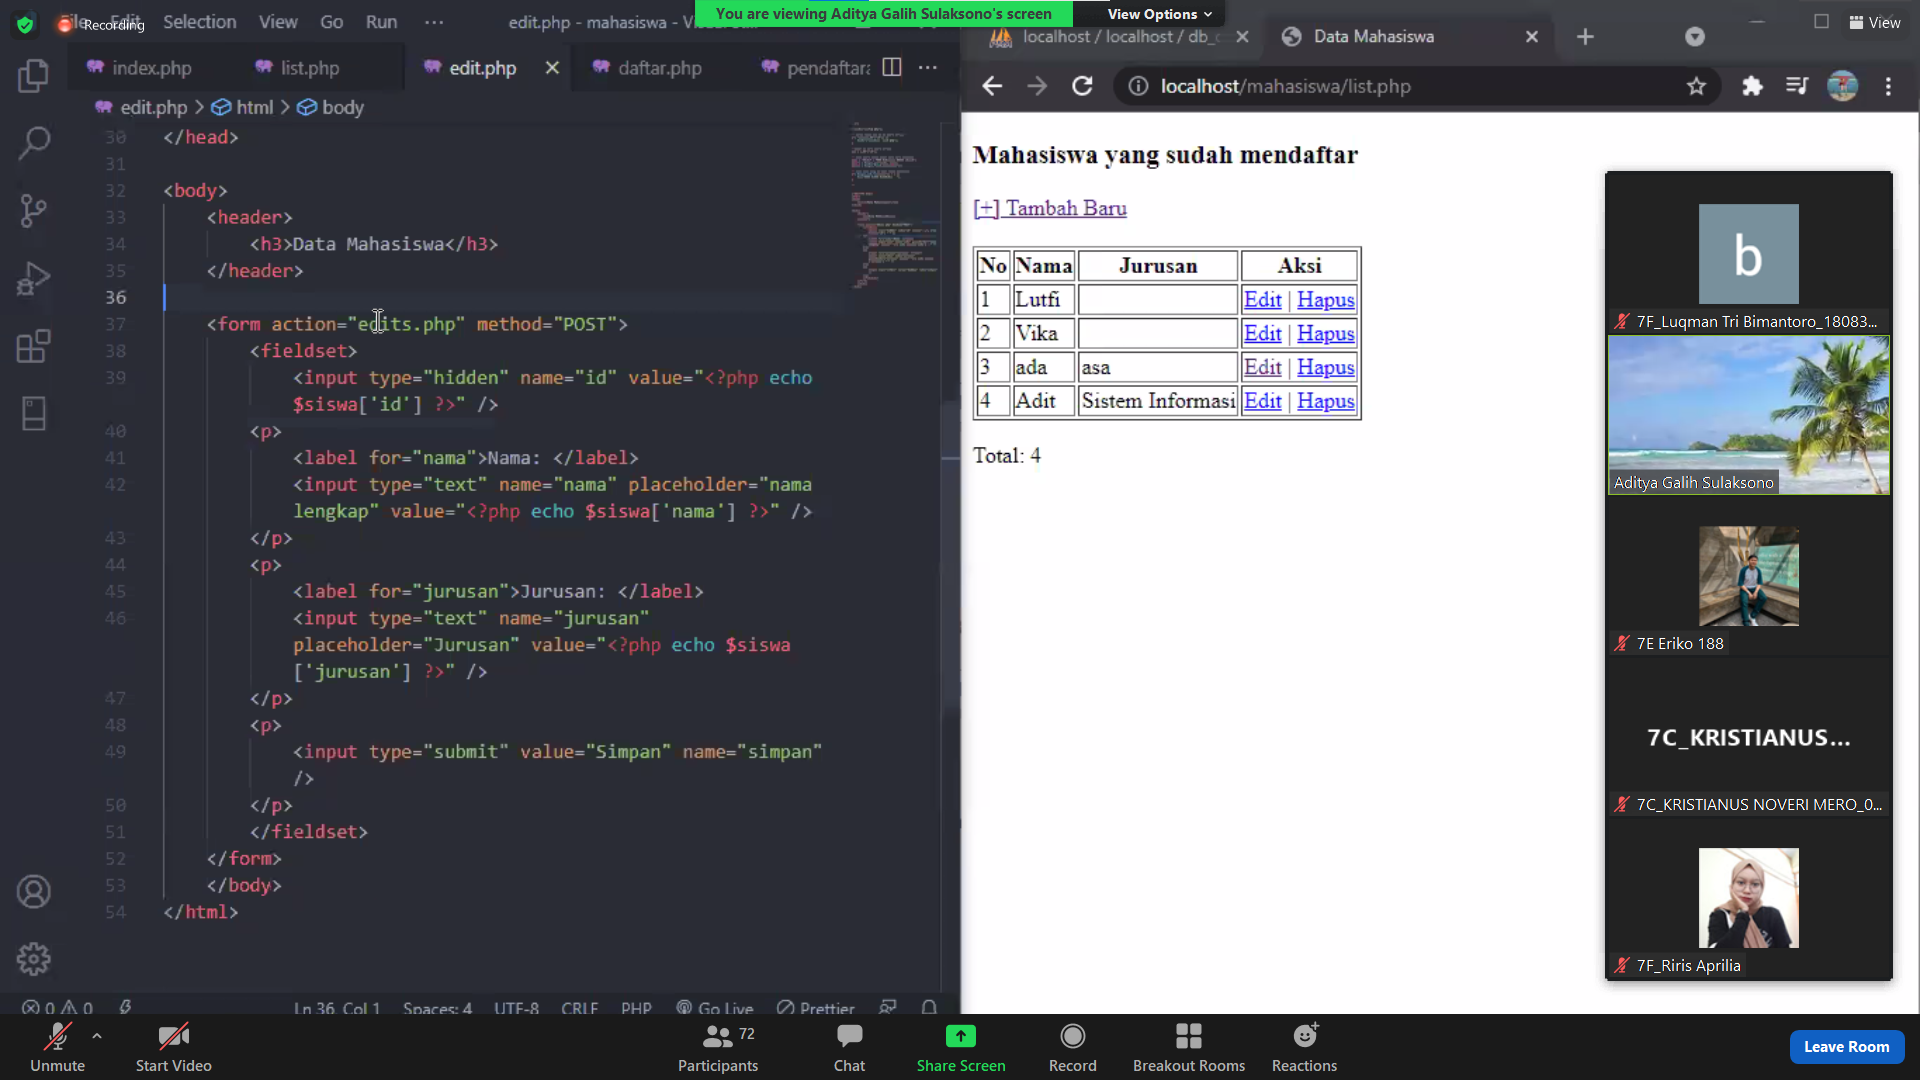 Recording
Selection View Go Run ··· edit.php - mahasiswa -
You are viewing Aditya Galih Sulaksono's screen
View Options
View
index.php list.php edit.php daftar.php
edit.php > html > body
30 </head>
31
32 <body>
33 <header>
34 <h3>Data Mahasiswa</h3>
35 </header>
36
37 <form action="edits.php" method="POST">
38 <fieldset>
39 <input type="hidden" name="id" value="<?php echo
$siswa['id'] ?>" />
40 <p>
41 <label for="nama">Nama: </label>
42 <input type="text" name="nama" placeholder="nama
lengkap" value="<?php echo $siswa['nama'] ?>" />
43 </p>
44 <p>
45 <label for="jurusan">Jurusan: </label>
46 <input type="text" name="jurusan"
placeholder="Jurusan" value="<?php echo $siswa
['jurusan'] ?>" />
47 </p>
48 <p>
49 <input type="submit" value="Simpan" name="simpan"
/>
50 </p>
51 </fieldset>
52 </form>
53 </body>
54 </html>
0 0 Ln 36, Col 1 Spaces: 4 UTF-8 CRLF PHP Go Live Prettier
localhost / localhost / db_
Data Mahasiswa
localhost/mahasiswa/list.php
Mahasiswa yang sudah mendaftar
[+] Tambah Baru
No Nama Jurusan Aksi
1 Lutfi Edit | Hapus
2 Vika Edit | Hapus
3 ada asa Edit | Hapus
4 Adit Sistem Informasi Edit | Hapus
Total: 4
b
7F_Luqman Tri Bimantoro_18083...
Aditya Galih Sulaksono
7E Eriko 188
7C_KRISTIANUS...
7C_KRISTIANUS NOVERI MERO_0...
7F_Riris Aprilia
Unmute
Start Video
Participants 72
Chat
Share Screen
Record
Breakout Rooms
Reactions
Leave Room